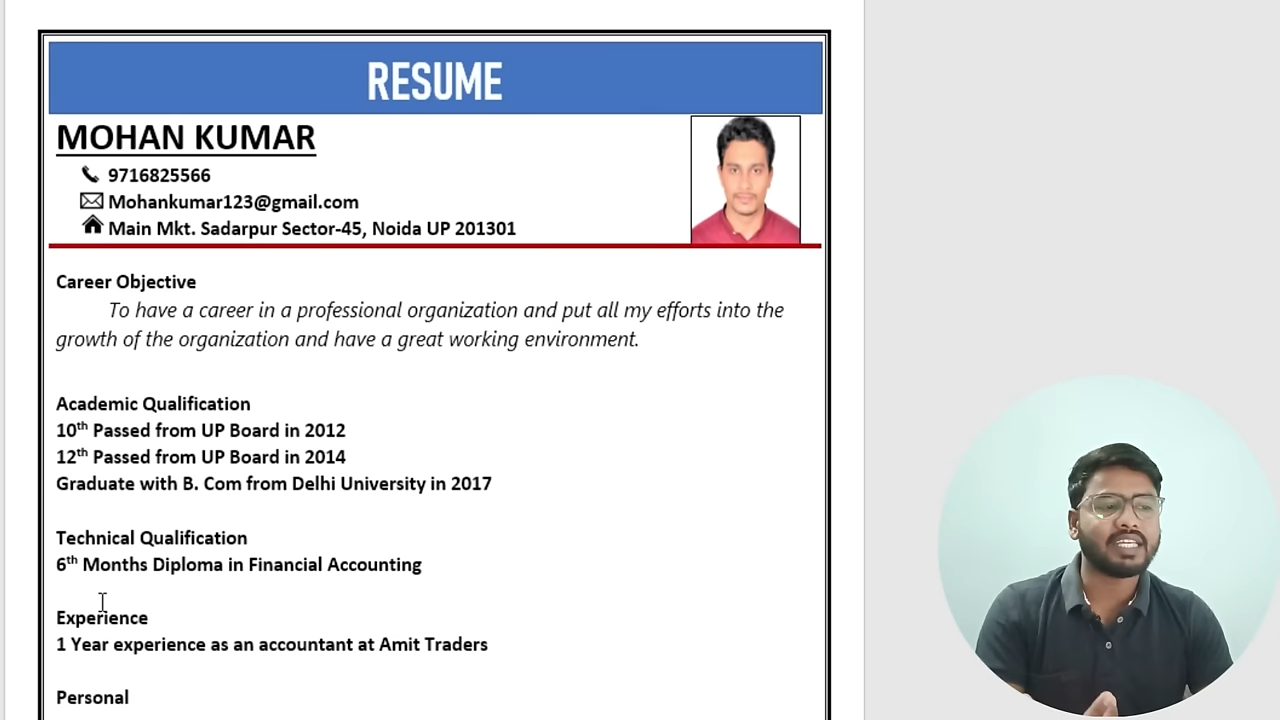 RESUME
MOHAN KUMAR
9716825566
Mohankumar123@gmail.com
Main Mkt. Sadarpur Sector-45, Noida UP 201301
Career Objective
To have a career in a professional organization and put all my efforts into the
growth of the organization and have a great working environment.
Academic Qualification
10th Passed from UP Board in 2012
12th Passed from UP Board in 2014
Graduate with B. Com from Delhi University in 2017
Technical Qualification
6th Months Diploma in Financial Accounting
Experience
1 Year experience as an accountant at Amit Traders
Personal